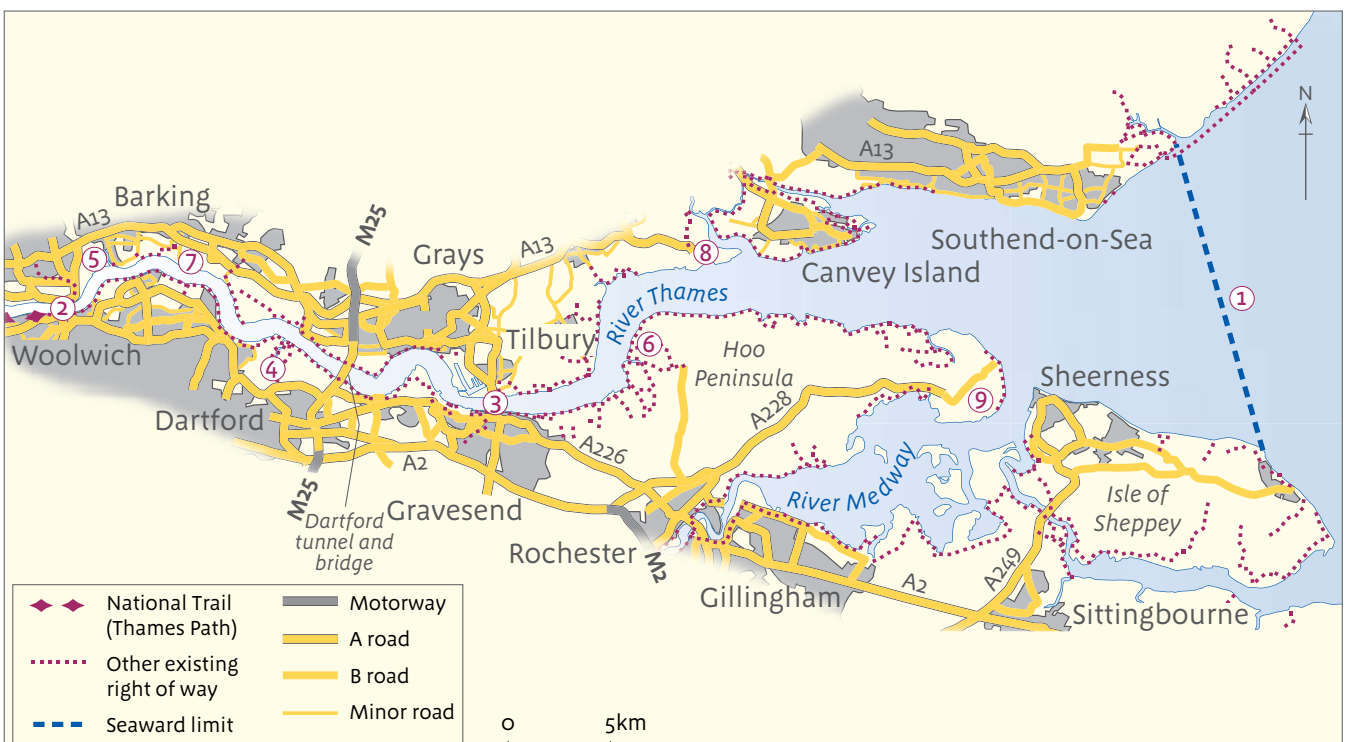 N
A13
Barking
A13
M25
Grays
A13
Southend-on-Sea
Canvey Island
5
7
8
1
2
River Thames
Tilbury
6
Hoo
Peninsula
Woolwich
4
3
9
Sheerness
Dartford
A228
A226
A2
M25
Gravesend
Dartford
tunnel and
bridge
River Medway
Isle of
Sheppey
Rochester
M2
Gillingham
A2
A249
Sittingbourne
National Trail
(Thames Path)
Other existing
right of way
Seaward limit
Motorway
A road
B road
Minor road
0 5km